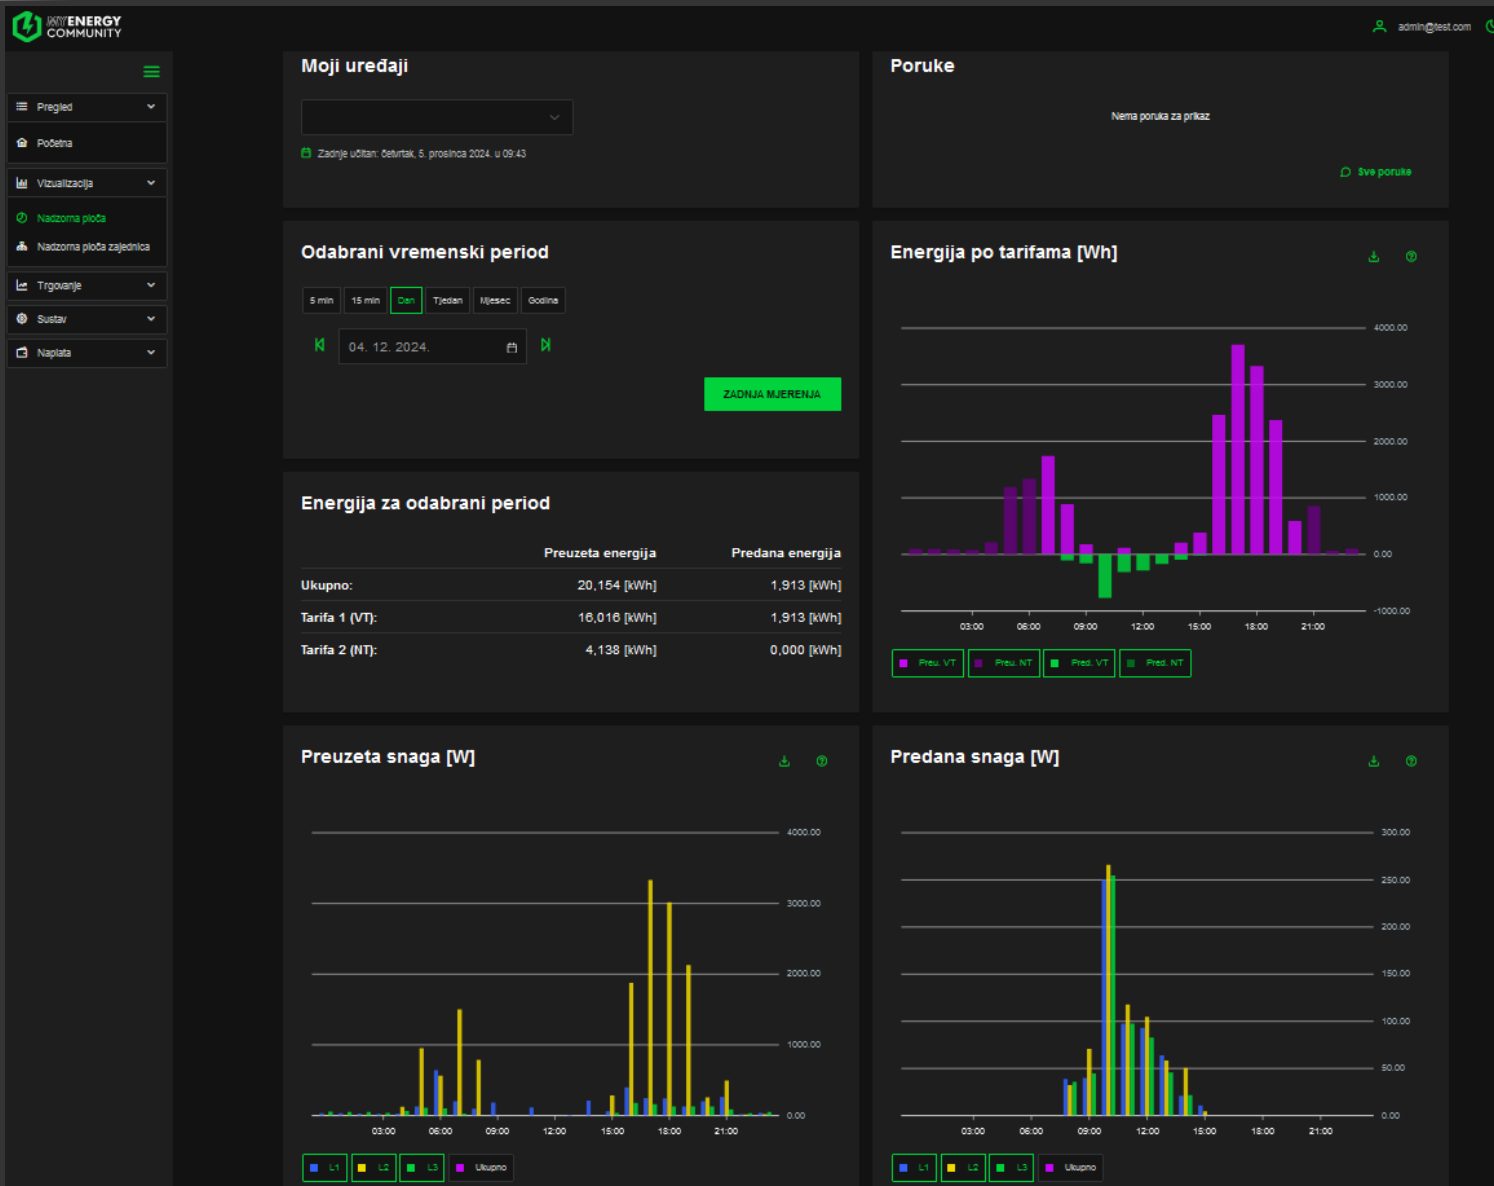 MYENERGY
COMMUNITY
admin@test.com
Pregled
Početna
Vizualizacija
Nadzorna ploča
Nadzorna ploča zajednica
Trgovanje
Sustav
Naplata
Moji uređaji
Zadnje učitan: četvrtak, 5. prosinca 2024. u 09:43
Poruke
Nema poruka za prikaz
Sve poruke
Odabrani vremenski period
5 min 15 min Dan Tjedan Mjesec Godina
04. 12. 2024.
ZADNJA MJERENJA
Energija po tarifama [Wh]
4000.00
3000.00
2000.00
1000.00
0.00
-1000.00
03:00 06:00 09:00 12:00 15:00 18:00 21:00
Preu. VT Preu. NT Pred. VT Pred. NT
Energija za odabrani period
Preuzeta energija Predana energija
Ukupno: 20,154 [kWh] 1,913 [kWh]
Tarifa 1 (VT): 16,016 [kWh] 1,913 [kWh]
Tarifa 2 (NT): 4,138 [kWh] 0,000 [kWh]
Preuzeta snaga [W]
4000.00
3000.00
2000.00
1000.00
0.00
03:00 06:00 09:00 12:00 15:00 18:00 21:00
L1 L2 L3 Ukupno
Predana snaga [W]
300.00
250.00
200.00
150.00
100.00
50.00
0.00
03:00 06:00 09:00 12:00 15:00 18:00 21:00
L1 L2 L3 Ukupno